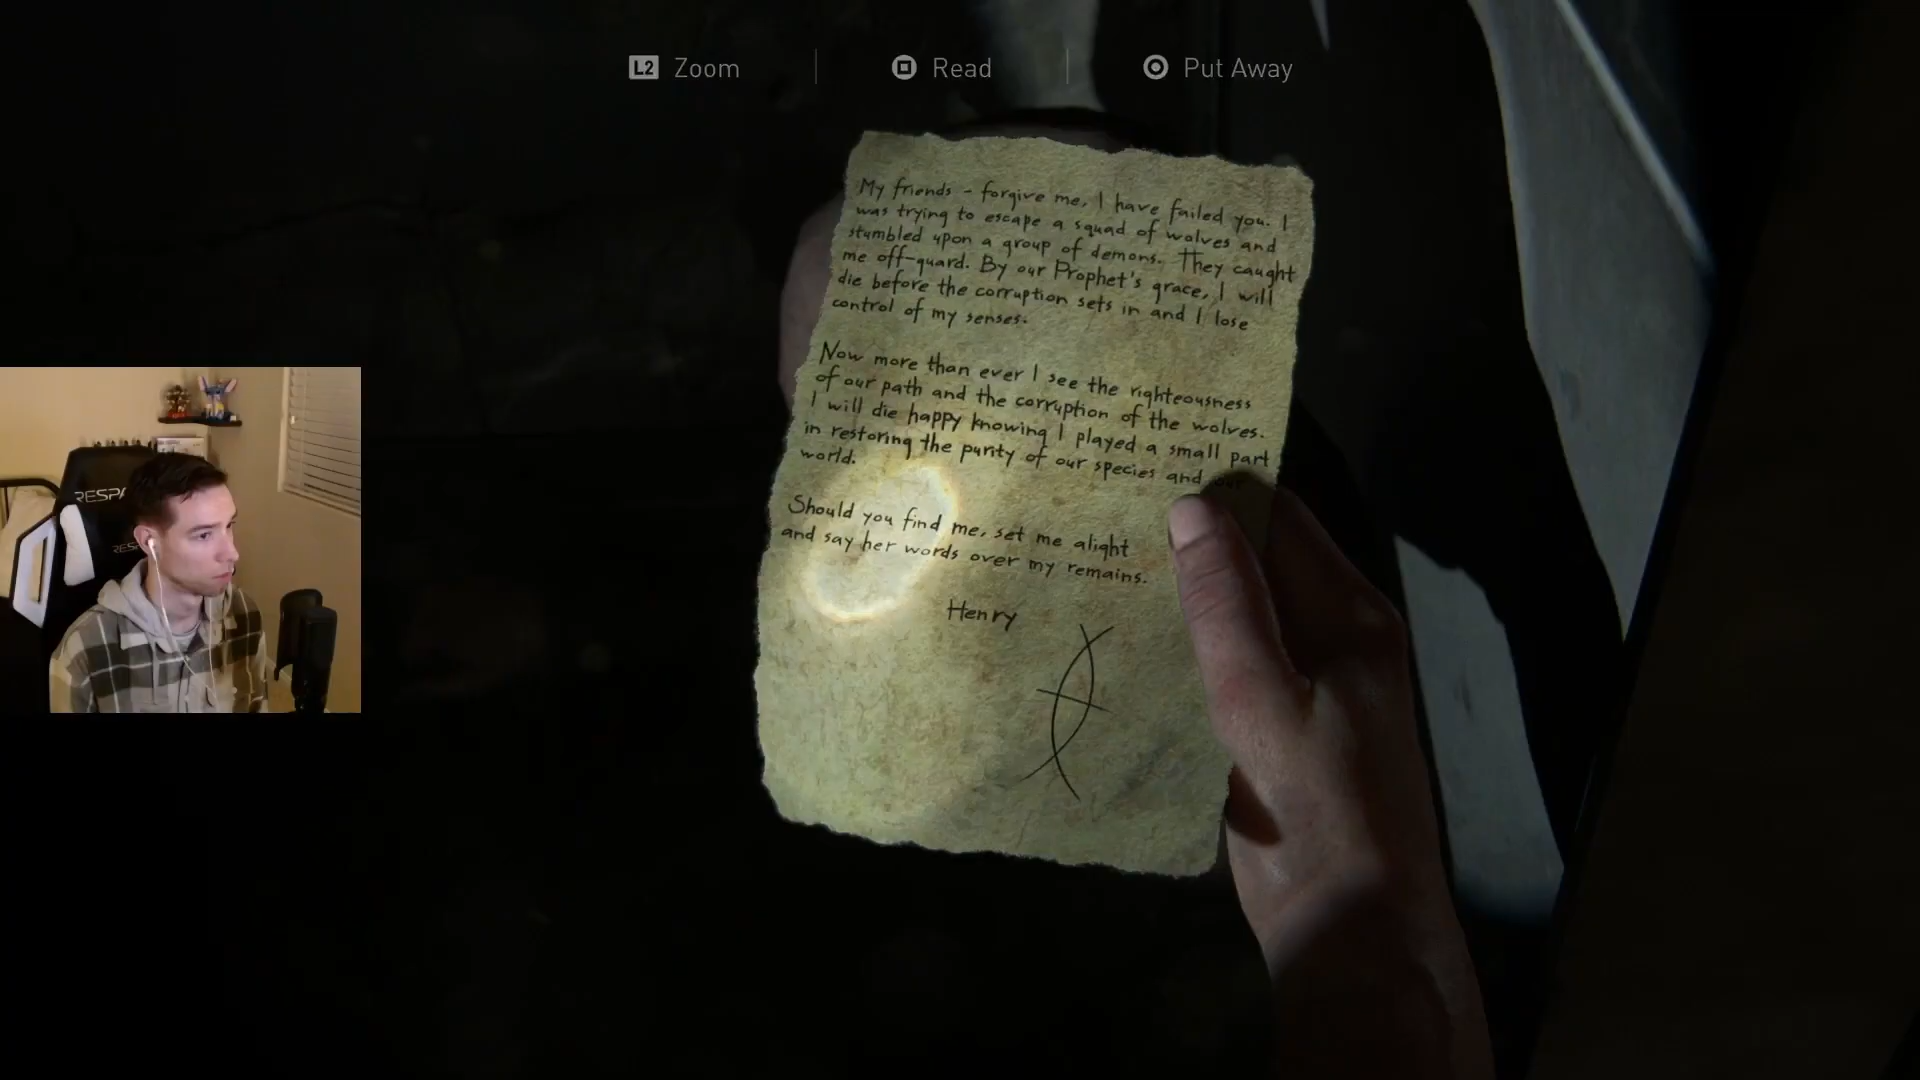 L2 Zoom
Read
Put Away
My friends - forgive me, I have failed you. I
was trying to escape a squad of wolves and
stumbled upon a group of demons. They caught
me off-guard. By our Prophet's grace, I will
die before the corruption sets in and I lose
control of my senses.
Now more than ever I see the righteousness
of our path and the corruption of the wolves.
I will die happy knowing I played a small part
in restoring the purity of our species and our
world.
Should you find me, set me alight
and say her words over my remains.
Henry
RESPA
RES